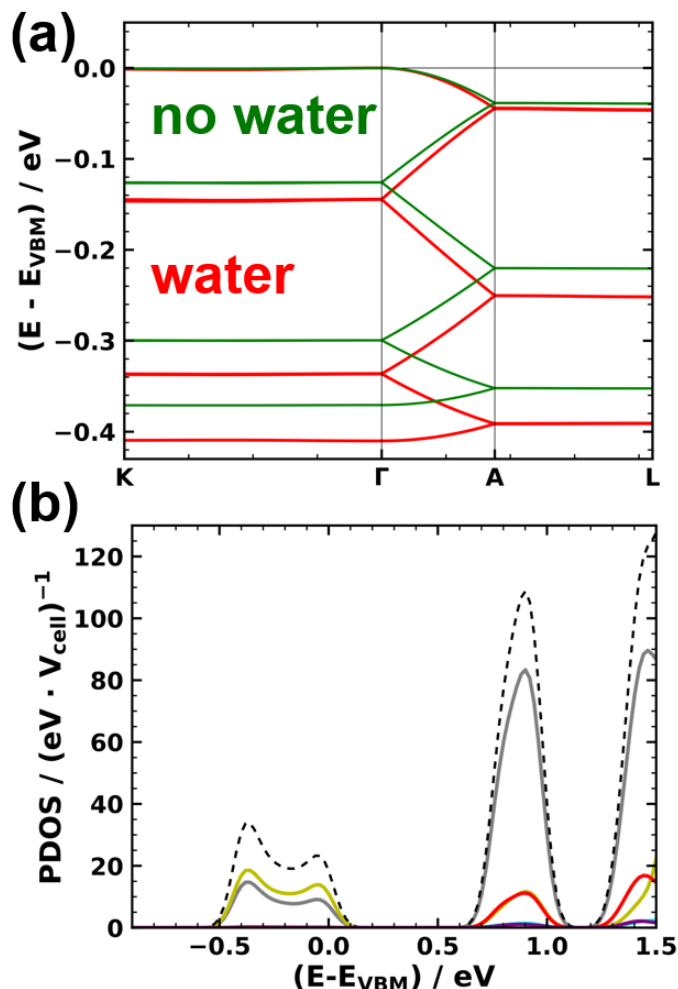 (a)
0.0
no water
−0.1
(E - E_VBM) / eV
−0.2
water
−0.3
−0.4
K Γ A L
(b)
120
PDOS / (eV · V_cell)⁻¹
100
80
60
40
20
0
−0.5 0.0 0.5 1.0 1.5
(E-E_VBM) / eV